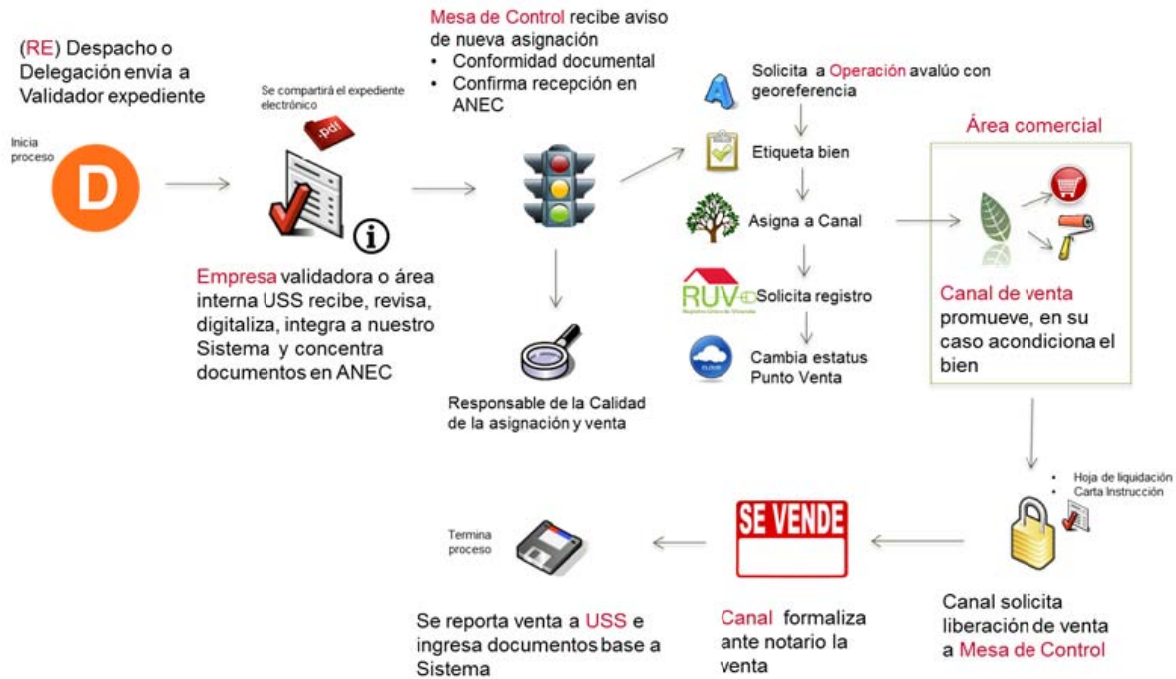 (RE) Despacho o
Delegación envía a
Validador expediente
Inicia
proceso
D
Se compartirá el expediente
electrónico
.pdf
i
Empresa validadora o área
interna USS recibe, revisa,
digitaliza, integra a nuestro
Sistema y concentra
documentos en ANEC
Mesa de Control recibe aviso
de nueva asignación
• Conformidad documental
• Confirma recepción en
ANEC
Responsable de la Calidad
de la asignación y venta
Solicita a Operación avalúo con
georeferencia
Etiqueta bien
Asigna a Canal
RUV
Solicita registro
CLOUD
Cambia estatus
Punto Venta
Área comercial
Canal de venta
promueve, en su
caso acondiciona el
bien
• Hoja de liquidación
• Carta Instrucción
Canal solicita
liberación de venta
a Mesa de Control
SE VENDE
Canal formaliza
ante notario la
venta
Termina
proceso
Se reporta venta a USS e
ingresa documentos base a
Sistema